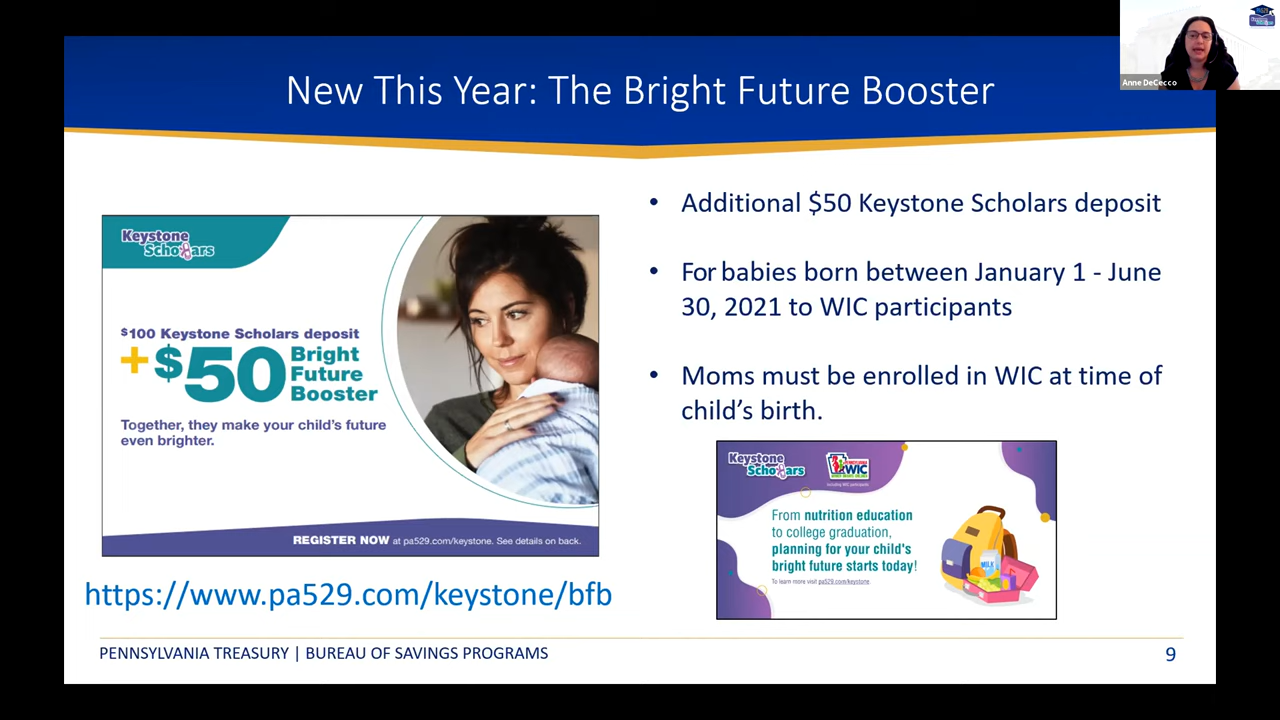 New This Year: The Bright Future Booster
Anne DeCecco
Keystone
Scholars
$100 Keystone Scholars deposit
+$50 Bright
Future
Booster
Together, they make your child's future
even brighter.
REGISTER NOW at pa529.com/keystone. See details on back.
https://www.pa529.com/keystone/bfb
• Additional $50 Keystone Scholars deposit
• For babies born between January 1 - June
30, 2021 to WIC participants
• Moms must be enrolled in WIC at time of
child's birth.
Keystone
Scholars
PENNSYLVANIA
WIC
From nutrition education
to college graduation,
planning for your child's
bright future starts today!
To learn more visit pa529.com/keystone.
MILK
PENNSYLVANIA TREASURY | BUREAU OF SAVINGS PROGRAMS
9